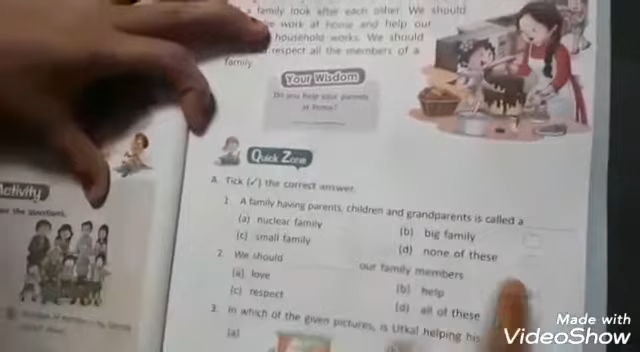 a family look after each other. We should
work at home and help our
household works. We should
respect all the members of a
family.
Your Wisdom
Do you help your parents
at home?
Quick Zone
A. Tick (✓) the correct answer.
1. A family having parents, children and grandparents is called a
(a) nuclear family
(b) big family
(c) small family
(d) none of these
2. We should ________ our family members
(a) love
(b) help
(c) respect
(d) all of these
3. In which of the given pictures, is Utkal helping his
(a)
Activity
the questions.
Made with
VideoShow